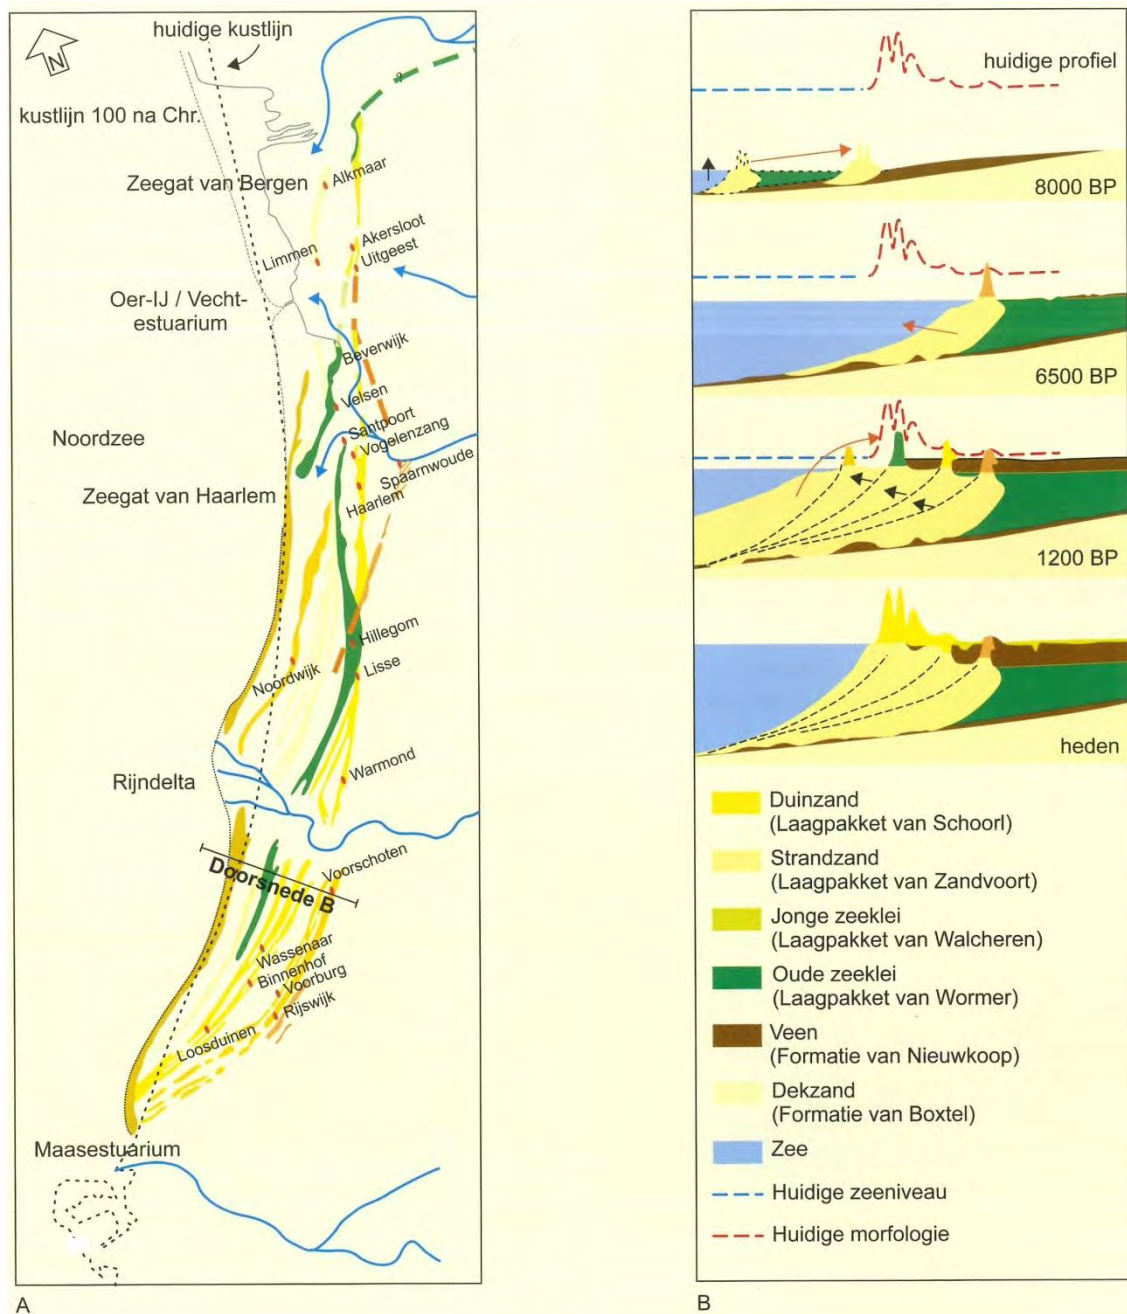 huidige kustlijn
N
kustlijn 100 na Chr.
Zeegat van Bergen
Alkmaar
?
Akersloot
Limmen
Uitgeest
Oer-IJ / Vecht-
estuarium
Beverwijk
Velsen
Noordzee
Santpoort
Vogelenzang
Zeegat van Haarlem
Spaarnwoude
Haarlem
Hillegom
Noordwijk
Lisse
Rijndelta
Warmond
Voorschoten
Doorsnede B
Wassenaar
Binnenhof
Voorburg
Rijswijk
Loosduinen
Maasestuarium
A
huidige profiel
8000 BP
6500 BP
1200 BP
heden
Duinzand
(Laagpakket van Schoorl)
Strandzand
(Laagpakket van Zandvoort)
Jonge zeeklei
(Laagpakket van Walcheren)
Oude zeeklei
(Laagpakket van Wormer)
Veen
(Formatie van Nieuwkoop)
Dekzand
(Formatie van Boxtel)
Zee
Huidige zeeniveau
Huidige morfologie
B